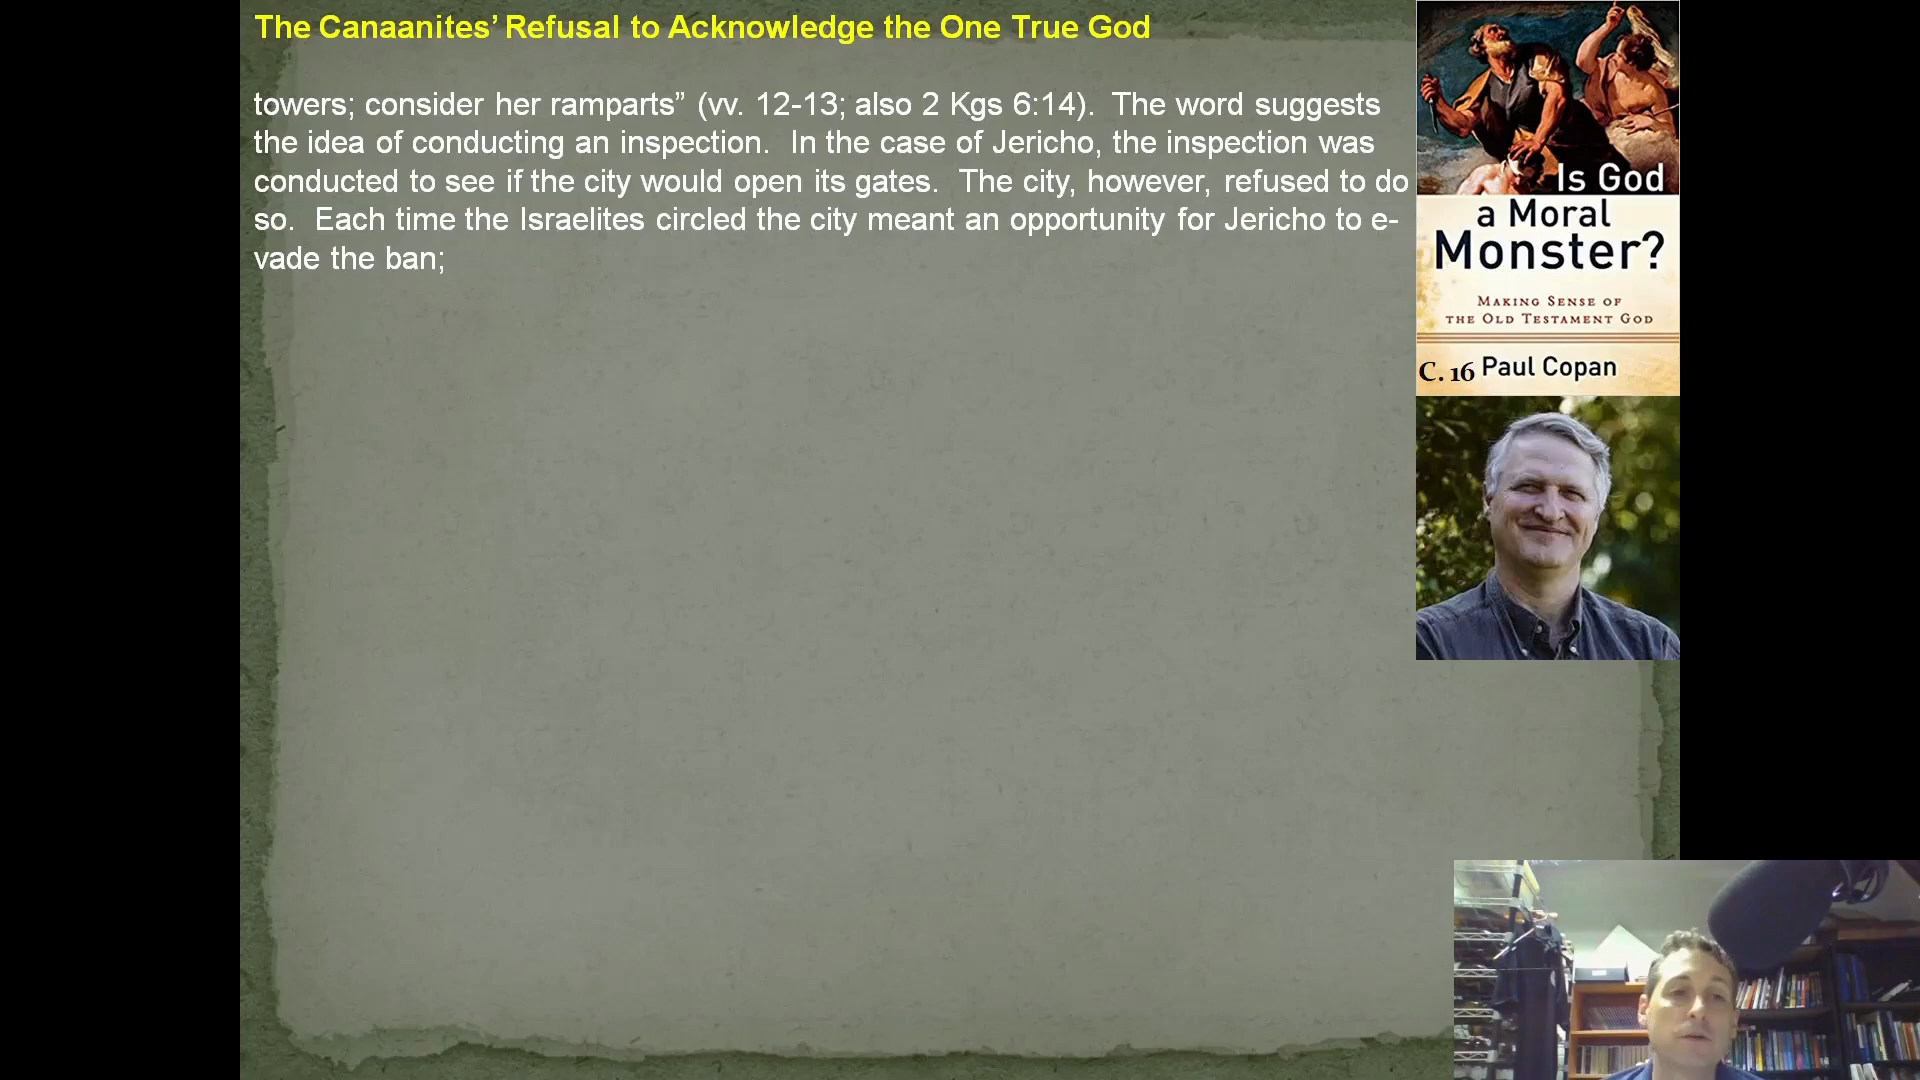 The Canaanites’ Refusal to Acknowledge the One True God
towers; consider her ramparts” (vv. 12-13; also 2 Kgs 6:14).  The word suggests
the idea of conducting an inspection.  In the case of Jericho, the inspection was
conducted to see if the city would open its gates.  The city, however, refused to do
so.  Each time the Israelites circled the city meant an opportunity for Jericho to e-
vade the ban;
Is God
a Moral
Monster?
Making Sense of
the Old Testament God
C. 16 Paul Copan